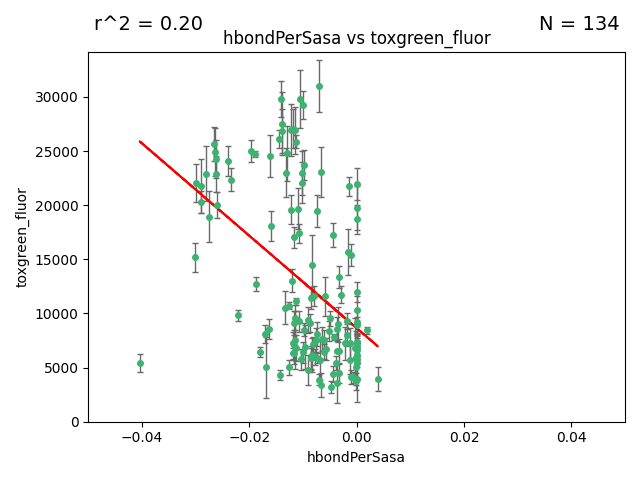 r^2 = 0.20
N = 134
hbondPerSasa vs toxgreen_fluor
toxgreen_fluor
30000
25000
20000
15000
10000
5000
0
−0.04
−0.02
0.00
0.02
0.04
hbondPerSasa